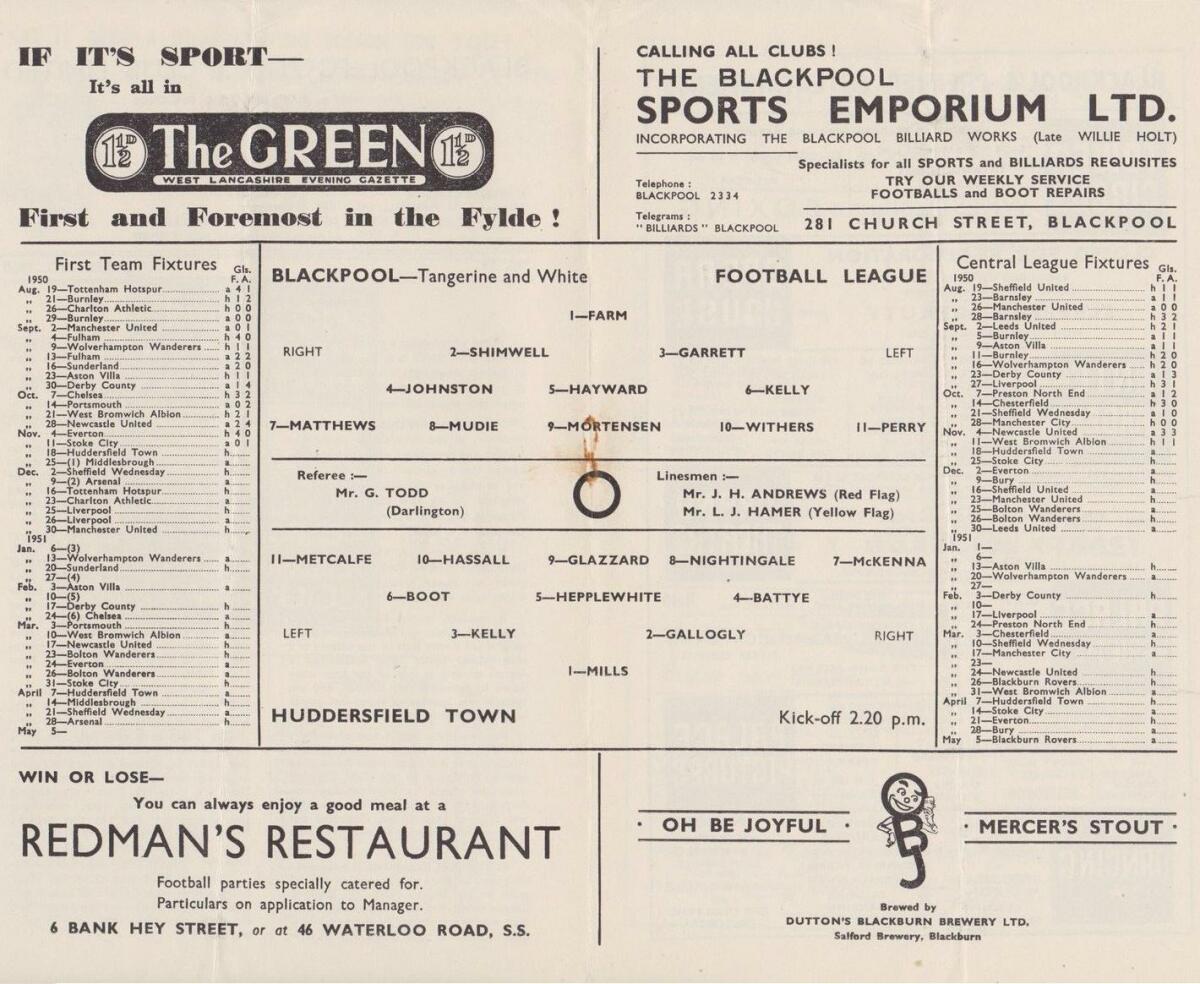 IF IT'S SPORT—
It's all in
1½D The GREEN 1½D
WEST LANCASHIRE EVENING GAZETTE
First and Foremost in the Fylde !
CALLING ALL CLUBS !
THE BLACKPOOL
SPORTS EMPORIUM LTD.
INCORPORATING THE BLACKPOOL BILLIARD WORKS (Late WILLIE HOLT)
Specialists for all SPORTS and BILLIARDS REQUISITES
Telephone :
BLACKPOOL 2334
TRY OUR WEEKLY SERVICE
FOOTBALLS and BOOT REPAIRS
Telegrams :
"BILLIARDS" BLACKPOOL
281 CHURCH STREET, BLACKPOOL
First Team Fixtures Gls.
1950 F. A.
Aug. 19—Tottenham Hotspur a 4 1
„ 21—Burnley h 1 2
„ 26—Charlton Athletic h 0 0
„ 29—Burnley a 0 0
Sept. 2—Manchester United a 0 1
„ 4—Fulham h 4 0
„ 9—Wolverhampton Wanderers h 1 1
„ 13—Fulham a 2 2
„ 16—Sunderland a 2 0
„ 23—Aston Villa h 1 1
„ 30—Derby County a 1 4
Oct. 7—Chelsea h 3 2
„ 14—Portsmouth a 0 2
„ 21—West Bromwich Albion h 2 1
„ 28—Newcastle United a 2 4
Nov. 4—Everton h 4 0
„ 11—Stoke City a 0 1
„ 18—Huddersfield Town h
„ 25—(1) Middlesbrough a
Dec. 2—Sheffield Wednesday h
„ 9—(2) Arsenal a
„ 16—Tottenham Hotspur h
„ 23—Charlton Athletic a
„ 25—Liverpool h
„ 26—Liverpool a
„ 30—Manchester United h
1951
Jan. 6—(3)
„ 13—Wolverhampton Wanderers a
„ 20—Sunderland h
„ 27—(4)
Feb. 3—Aston Villa a
„ 10—(5)
„ 17—Derby County h
„ 24—(6) Chelsea a
Mar. 3—Portsmouth h
„ 10—West Bromwich Albion a
„ 17—Newcastle United h
„ 23—Bolton Wanderers h
„ 24—Everton a
„ 26—Bolton Wanderers a
„ 31—Stoke City h
April 7—Huddersfield Town a
„ 14—Middlesbrough h
„ 21—Sheffield Wednesday a
„ 28—Arsenal h
May 5—
BLACKPOOL—Tangerine and White FOOTBALL LEAGUE
1—FARM
RIGHT 2—SHIMWELL 3—GARRETT LEFT
4—JOHNSTON 5—HAYWARD 6—KELLY
7—MATTHEWS 8—MUDIE 9—MORTENSEN 10—WITHERS 11—PERRY
Referee :—
Mr. G. TODD
(Darlington)
Linesmen :—
Mr. J. H. ANDREWS (Red Flag)
Mr. L. J. HAMER (Yellow Flag)
11—METCALFE 10—HASSALL 9—GLAZZARD 8—NIGHTINGALE 7—McKENNA
6—BOOT 5—HEPPLEWHITE 4—BATTYE
LEFT 3—KELLY 2—GALLOGLY RIGHT
1—MILLS
HUDDERSFIELD TOWN Kick-off 2.20 p.m.
Central League Fixtures Gls.
1950 F. A.
Aug. 19—Sheffield United h 1 1
„ 23—Barnsley a 1 1
„ 26—Manchester United a 0 0
„ 28—Barnsley h 3 2
Sept. 2—Leeds United h 2 1
„ 5—Burnley a 1 1
„ 9—Aston Villa a 1 1
„ 11—Burnley h 2 0
„ 16—Wolverhampton Wanderers h 2 0
„ 23—Derby County a 1 3
„ 27—Liverpool h 3 1
Oct. 7—Preston North End a 1 2
„ 14—Chesterfield h 3 0
„ 21—Sheffield Wednesday a 1 0
„ 28—Manchester City h 0 0
Nov. 4—Newcastle United a 3 3
„ 11—West Bromwich Albion h 1 1
„ 18—Huddersfield Town a
„ 25—Stoke City h
Dec. 2—Everton a
„ 9—Bury h
„ 16—Sheffield United a
„ 23—Manchester United h
„ 25—Bolton Wanderers a
„ 26—Bolton Wanderers h
„ 30—Leeds United a
1951
Jan. 1—
„ 6—
„ 13—Aston Villa h
„ 20—Wolverhampton Wanderers a
„ 27—
Feb. 3—Derby County h
„ 10—
„ 17—Liverpool a
„ 24—Preston North End h
Mar. 3—Chesterfield a
„ 10—Sheffield Wednesday h
„ 17—Manchester City a
„ 23—
„ 24—Newcastle United h
„ 26—Blackburn Rovers h
„ 31—West Bromwich Albion a
April 7—Huddersfield Town h
„ 14—Stoke City a
„ 21—Everton h
„ 28—Bury a
May 5—Blackburn Rovers a
WIN OR LOSE—
You can always enjoy a good meal at a
REDMAN'S RESTAURANT
Football parties specially catered for.
Particulars on application to Manager.
6 BANK HEY STREET, or at 46 WATERLOO ROAD, S.S.
· OH BE JOYFUL · OBJ · MERCER'S STOUT ·
Brewed by
DUTTON'S BLACKBURN BREWERY LTD.
Salford Brewery, Blackburn